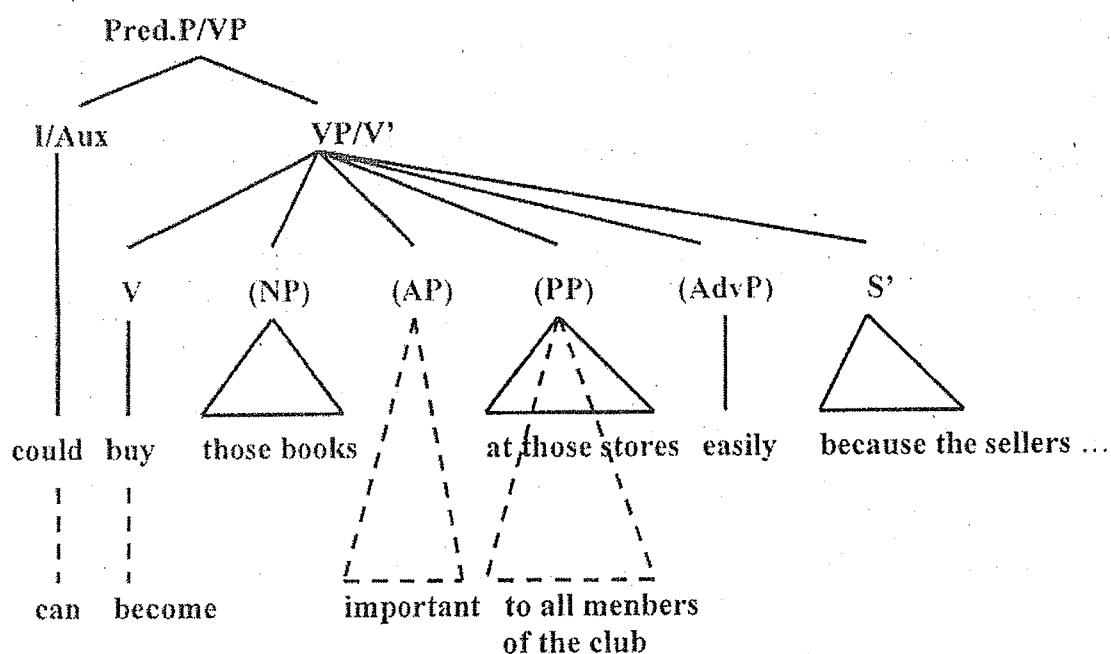 Pred.P/VP
I/Aux VP/V'
V (NP) (AP) (PP) (AdvP) S'
could buy those books at those stores easily because the sellers ...
can become important to all menbers
of the club